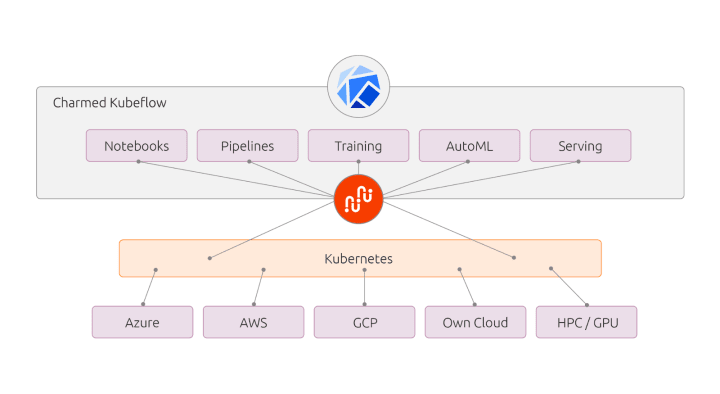 Charmed Kubeflow
Notebooks
Pipelines
Training
AutoML
Serving
Kubernetes
Azure
AWS
GCP
Own Cloud
HPC / GPU